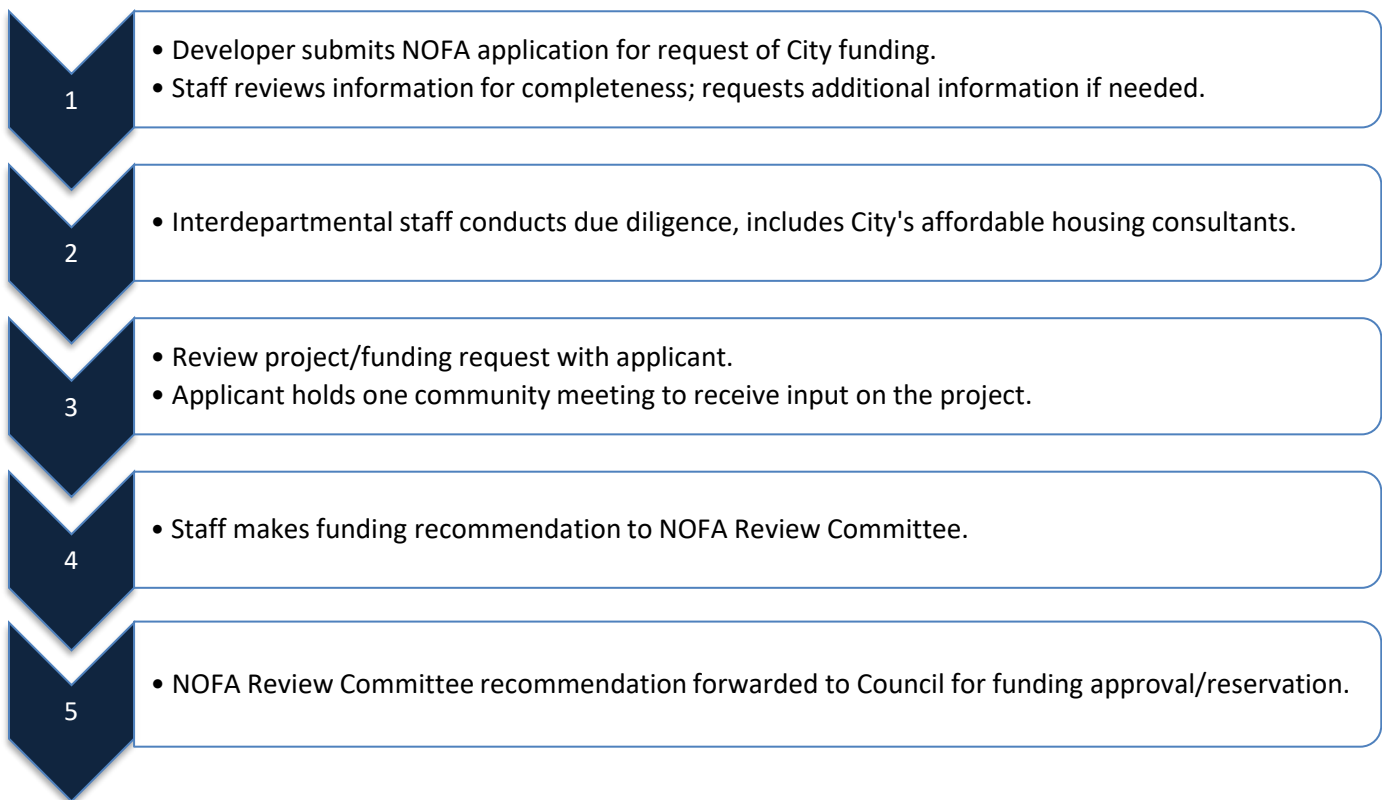 1
• Developer submits NOFA application for request of City funding.
• Staff reviews information for completeness; requests additional information if needed.
2
• Interdepartmental staff conducts due diligence, includes City's affordable housing consultants.
3
• Review project/funding request with applicant.
• Applicant holds one community meeting to receive input on the project.
4
• Staff makes funding recommendation to NOFA Review Committee.
5
• NOFA Review Committee recommendation forwarded to Council for funding approval/reservation.